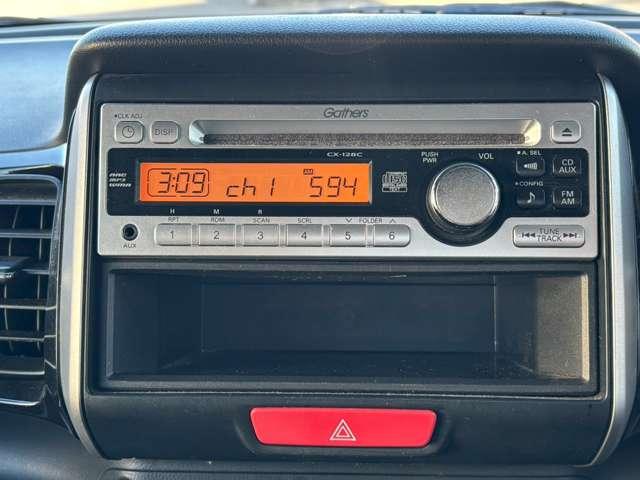 Gathers
●CLK ADJ
DISP
CX-128C
PUSH PWR
VOL
●A. SEL
CD AUX
AAC
MP3
WMA
3:09 ch1 AM 594
●CONFIG
FM AM
H M R
RPT RDM SCAN SCRL FOLDER
AUX
1 2 3 4 5 6
TUNE
TRACK